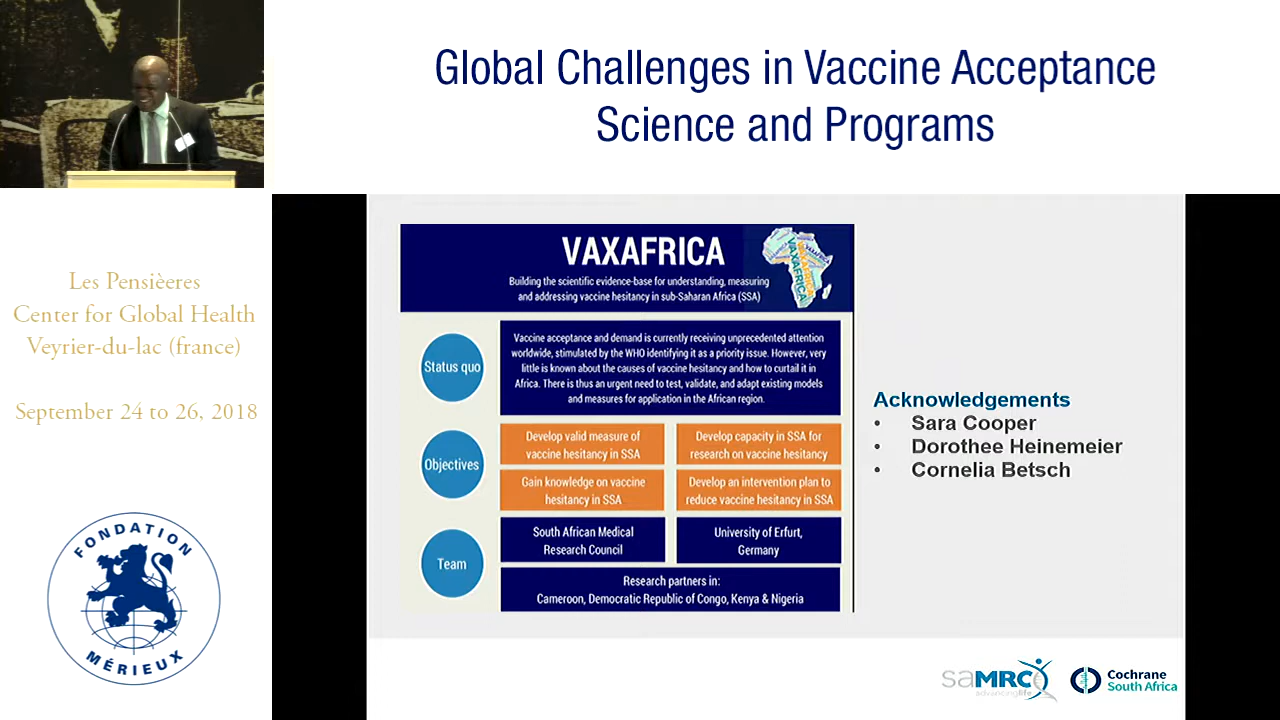 Global Challenges in Vaccine Acceptance
Science and Programs
Les Pensièeres
Center for Global Health
Veyrier-du-lac (france)
September 24 to 26, 2018
FONDATION
MÉRIEUX
VAXAFRICA
Building the scientific evidence-base for understanding, measuring
and addressing vaccine hesitancy in sub-Saharan Africa (SSA)
VAXAFRICA
Status quo
Vaccine acceptance and demand is currently receiving unprecedented attention
worldwide, stimulated by the WHO identifying it as a priority issue. However, very
little is known about the causes of vaccine hesitancy and how to curtail it in
Africa. There is thus an urgent need to test, validate, and adapt existing models
and measures for application in the African region.
Objectives
Develop valid measure of
vaccine hesitancy in SSA
Develop capacity in SSA for
research on vaccine hesitancy
Gain knowledge on vaccine
hesitancy in SSA
Develop an intervention plan to
reduce vaccine hesitancy in SSA
Team
South African Medical
Research Council
University of Erfurt,
Germany
Research partners in:
Cameroon, Democratic Republic of Congo, Kenya & Nigeria
Acknowledgements
• Sara Cooper
• Dorothee Heinemeier
• Cornelia Betsch
saMRC
advancinglife
Cochrane
South Africa